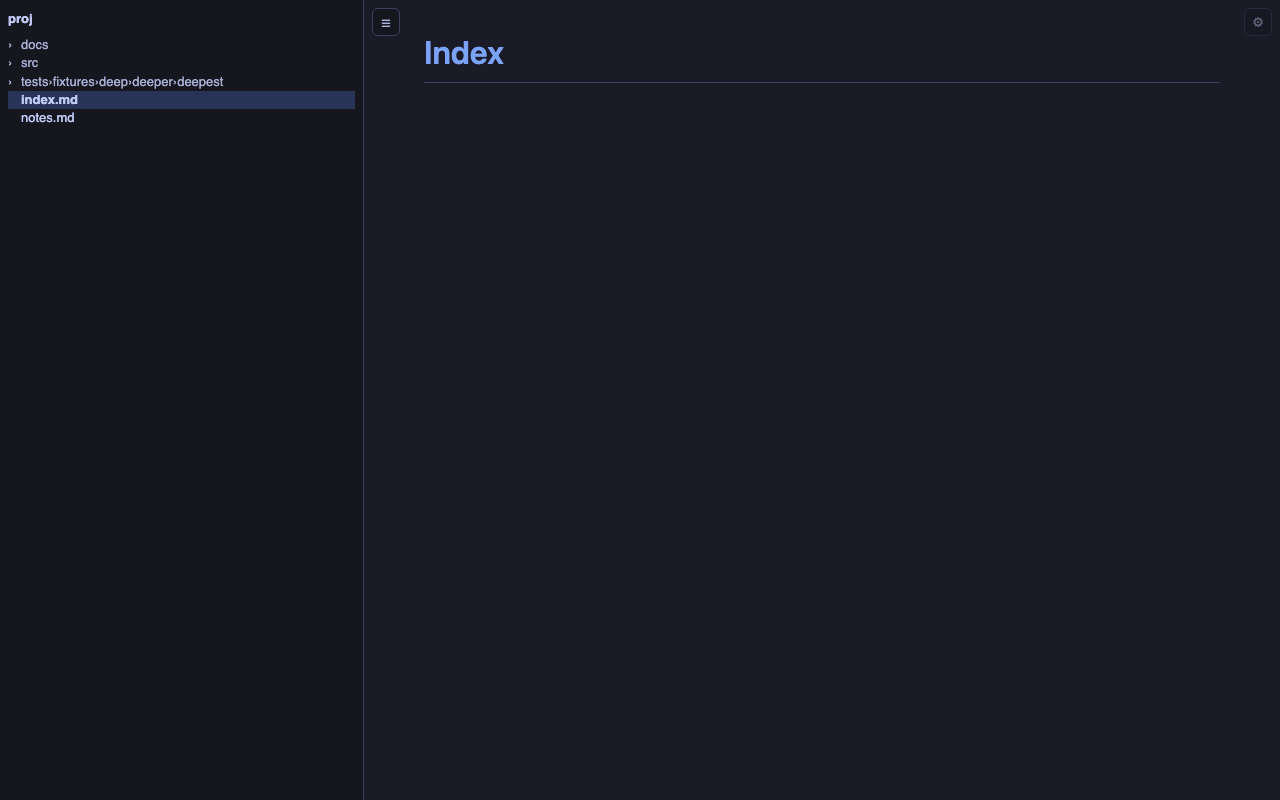 proj
› docs
› src
› tests›fixtures›deep›deeper›deepest
index.md
notes.md
☰
Index
⚙